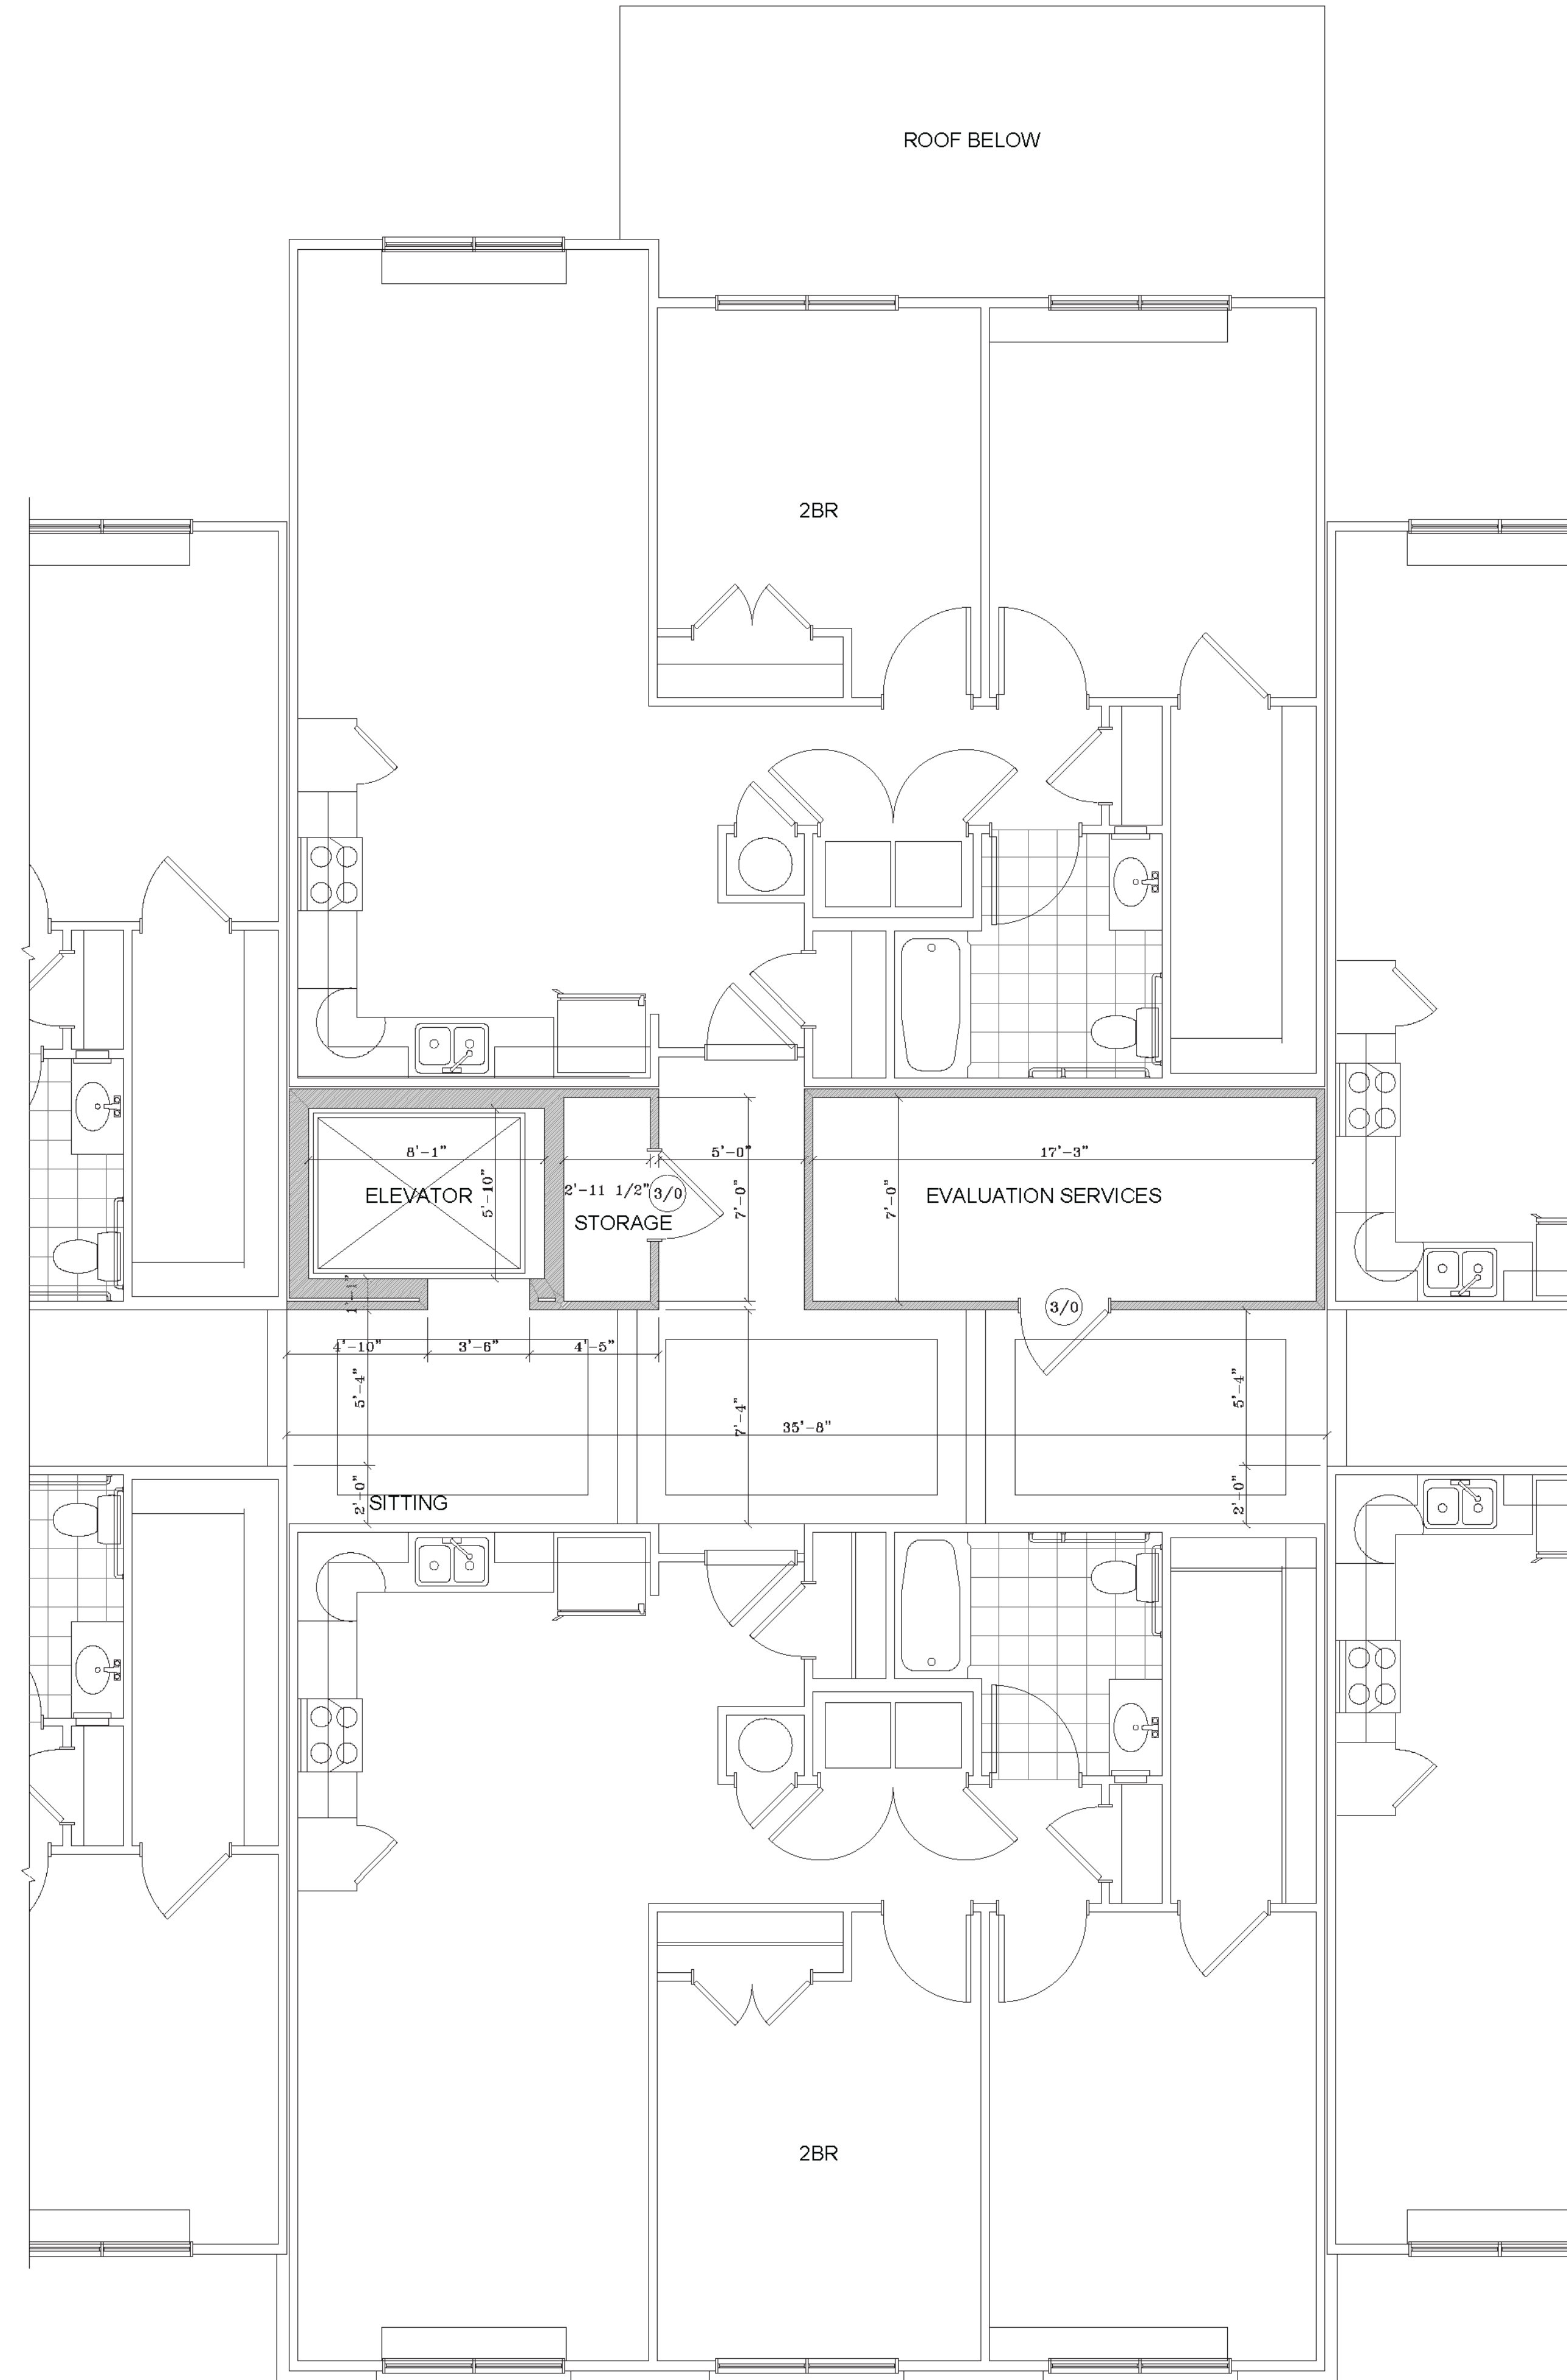 ROOF BELOW
2BR
8'-1"
5'-0"
17'-3"
ELEVATOR
5'-10"
2'-11 1/2"
3/0
7'-0"
7'-0"
EVALUATION SERVICES
STORAGE
1'-1"
3/0
4'-10"
3'-6"
4'-5"
5'-4"
7'-4"
5'-4"
35'-8"
2'-0"
SITTING
2'-0"
2BR